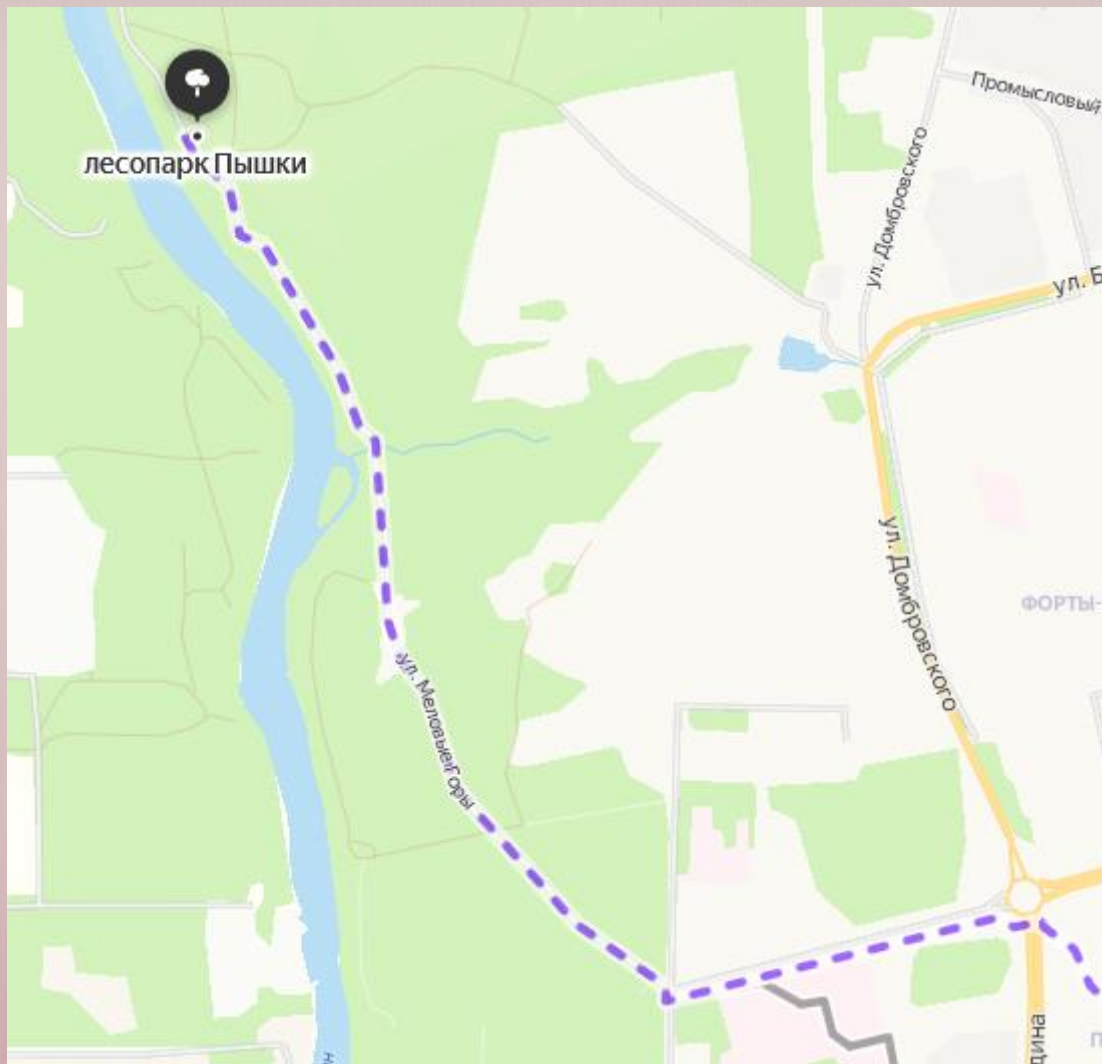 Промысловый
лесопарк Пышки
ул. Домбровского
ул. Б
ул. Домбровского
ФОРТЫ-
ул. Меловые Горы
дина
П
н